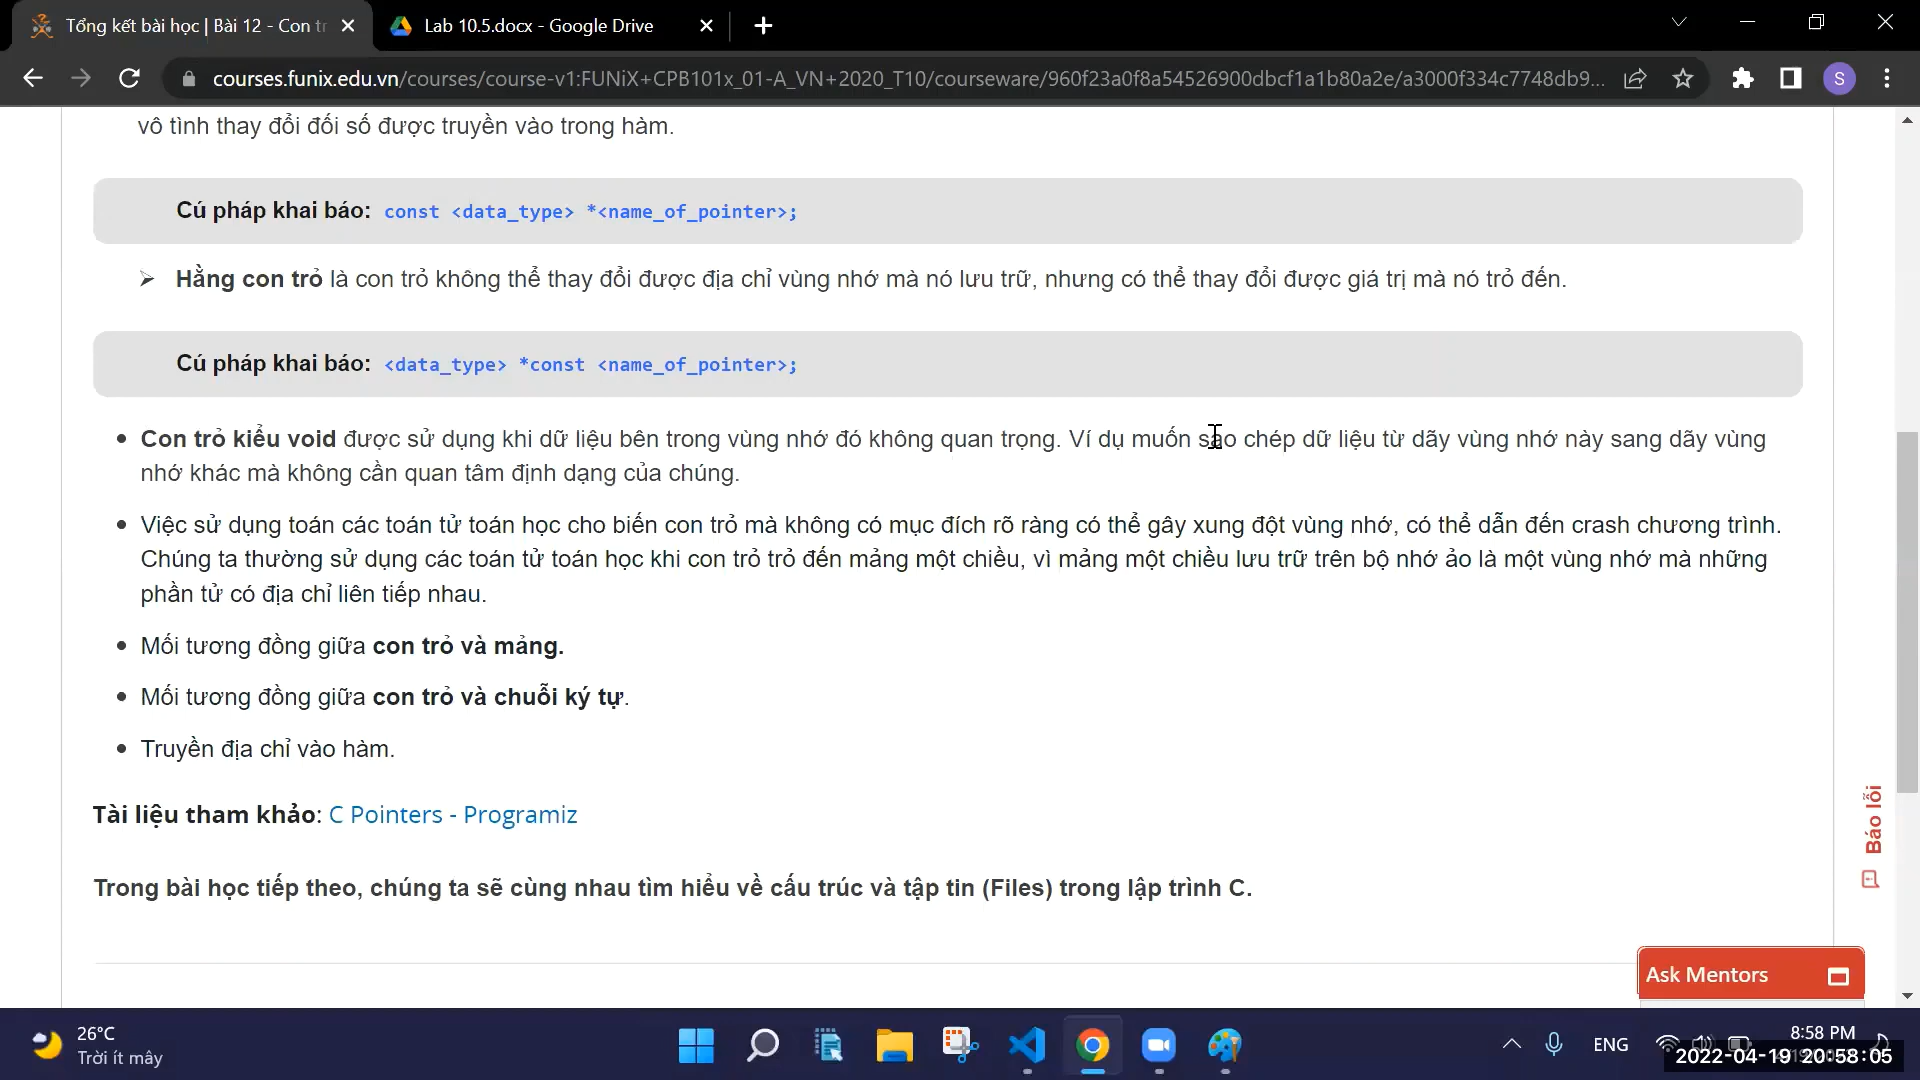 Tổng kết bài học | Bài 12 - Con tr
Lab 10.5.docx - Google Drive
courses.funix.edu.vn/courses/course-v1:FUNiX+CPB101x_01-A_VN+2020_T10/courseware/960f23a0f8a54526900dbcf1a1b80a2e/a3000f334c7748db9...
S
vô tình thay đổi đối số được truyền vào trong hàm.
Cú pháp khai báo: const <data_type> *<name_of_pointer>;
Hằng con trỏ là con trỏ không thể thay đổi được địa chỉ vùng nhớ mà nó lưu trữ, nhưng có thể thay đổi được giá trị mà nó trỏ đến.
Cú pháp khai báo: <data_type> *const <name_of_pointer>;
Con trỏ kiểu void được sử dụng khi dữ liệu bên trong vùng nhớ đó không quan trọng. Ví dụ muốn sao chép dữ liệu từ dãy vùng nhớ này sang dãy vùng
nhớ khác mà không cần quan tâm định dạng của chúng.
Việc sử dụng toán các toán tử toán học cho biến con trỏ mà không có mục đích rõ ràng có thể gây xung đột vùng nhớ, có thể dẫn đến crash chương trình.
Chúng ta thường sử dụng các toán tử toán học khi con trỏ trỏ đến mảng một chiều, vì mảng một chiều lưu trữ trên bộ nhớ ảo là một vùng nhớ mà những
phần tử có địa chỉ liên tiếp nhau.
Mối tương đồng giữa con trỏ và mảng.
Mối tương đồng giữa con trỏ và chuỗi ký tự.
Truyền địa chỉ vào hàm.
Tài liệu tham khảo: C Pointers - Programiz
Báo lỗi
Trong bài học tiếp theo, chúng ta sẽ cùng nhau tìm hiểu về cấu trúc và tập tin (Files) trong lập trình C.
Ask Mentors
26°C
Trời ít mây
ENG
8:58 PM
2022-04-19 20:58:05